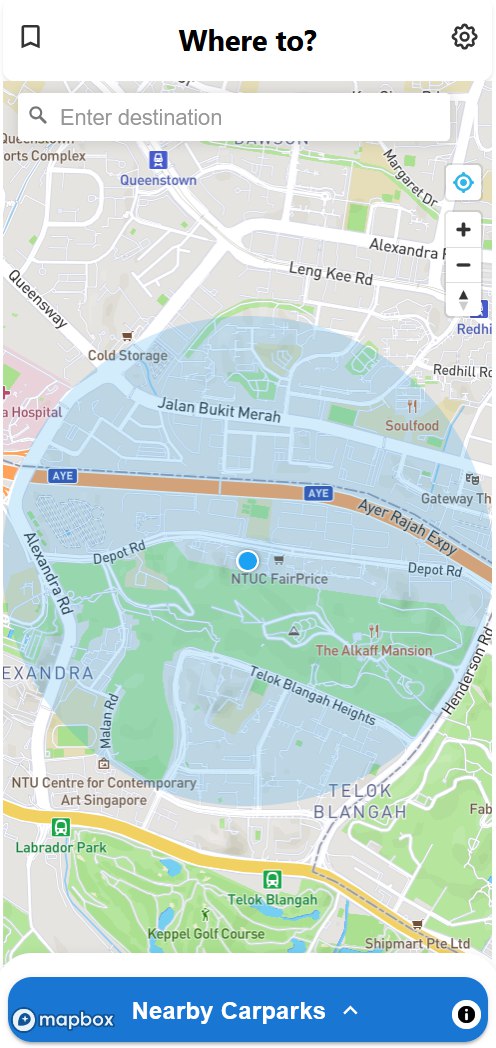 Where to?
Enter destination
orts Complex
Queenstown
Margaret Dr
Alexandra
Leng Kee Rd
Queensway
Redhi
Cold Storage
Redhill Rd
Jalan Bukit Merah
a Hospital
Soulfood
AYE
AYE
Gateway Th
Ayer Rajah Expy
Alexandra Rd
Depot Rd
Depot Rd
NTUC FairPrice
The Alkaff Mansion
Henderson Rd
EXANDRA
Telok Blangah Heights
Malan Rd
NTU Centre for Contemporary
Art Singapore
TELOK
BLANGAH
Fab
Labrador Park
Telok Blangah
Keppel Golf Course
Shipmart Pte Ltd
Nearby Carparks
mapbox